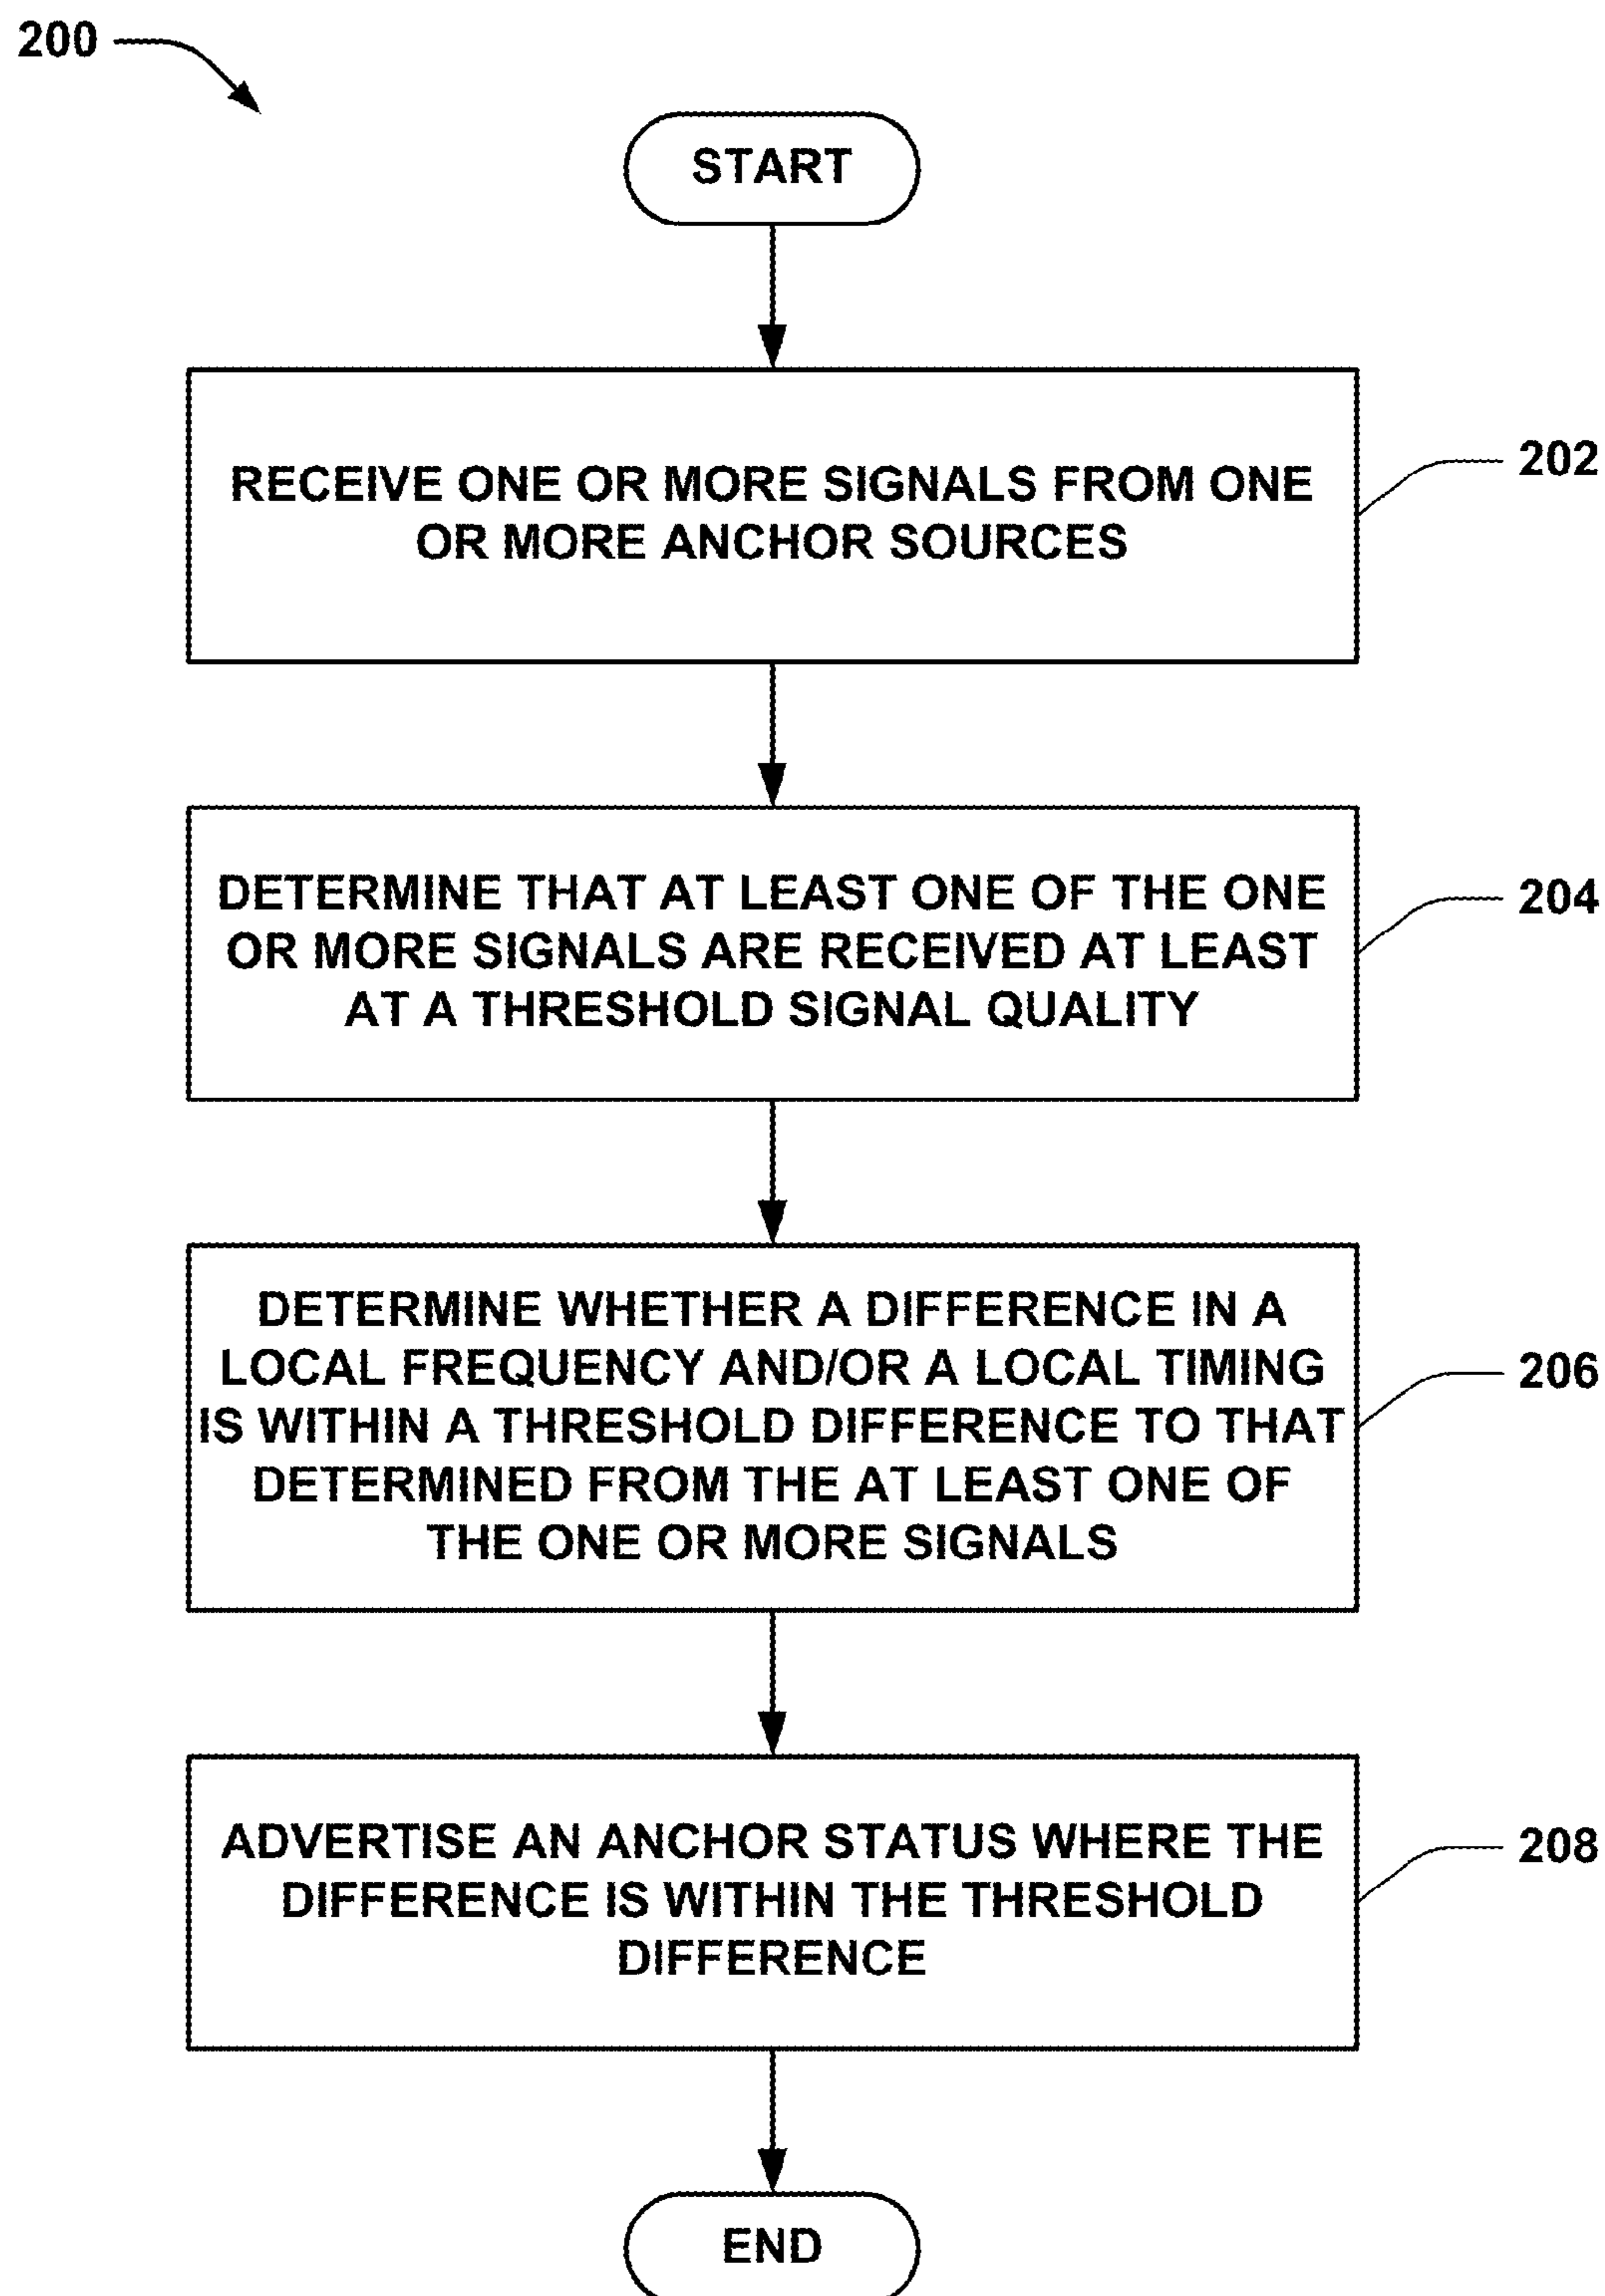 200
START
RECEIVE ONE OR MORE SIGNALS FROM ONE
OR MORE ANCHOR SOURCES
202
DETERMINE THAT AT LEAST ONE OF THE ONE
OR MORE SIGNALS ARE RECEIVED AT LEAST
AT A THRESHOLD SIGNAL QUALITY
204
DETERMINE WHETHER A DIFFERENCE IN A
LOCAL FREQUENCY AND/OR A LOCAL TIMING
IS WITHIN A THRESHOLD DIFFERENCE TO THAT
DETERMINED FROM THE AT LEAST ONE OF
THE ONE OR MORE SIGNALS
206
ADVERTISE AN ANCHOR STATUS WHERE THE
DIFFERENCE IS WITHIN THE THRESHOLD
DIFFERENCE
208
END